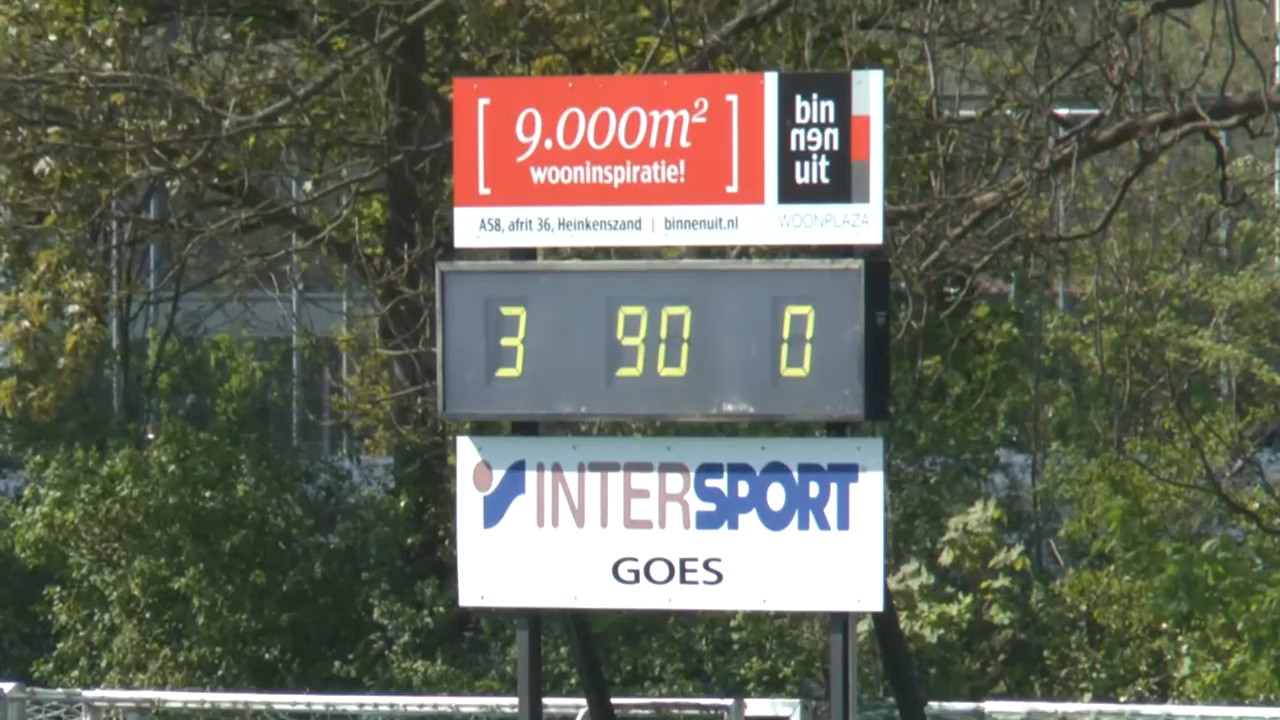 [ 9.000m²
wooninspiratie! ]
bin
nen
uit
A58, afrit 36, Heinkenszand | binnenuit.nl
WOONPLAZA
3 90 0
INTERSPORT
GOES